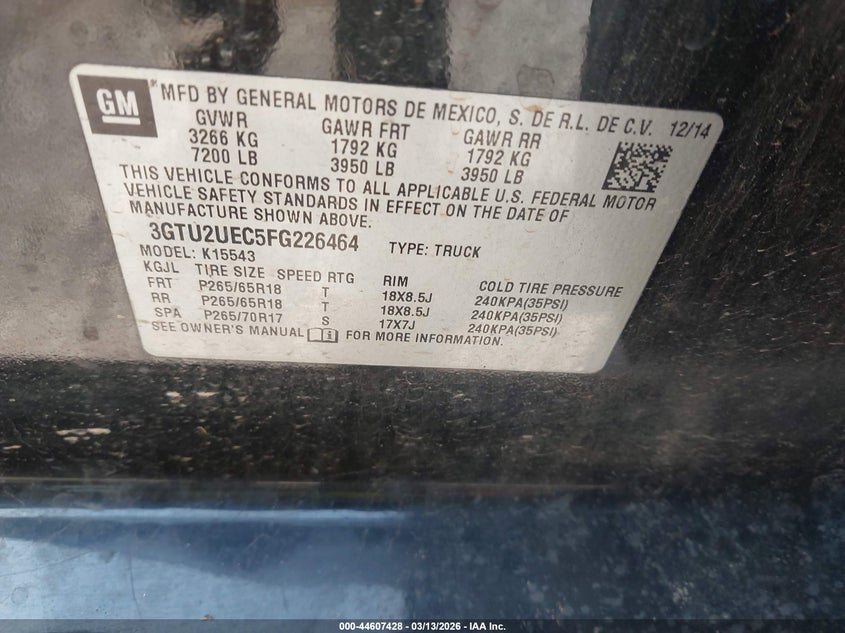 GM
MFD BY GENERAL MOTORS DE MEXICO, S. DE R.L. DE C.V. 12/14
GVWR GAWR FRT GAWR RR
3266 KG 1792 KG 1792 KG
7200 LB 3950 LB 3950 LB
THIS VEHICLE CONFORMS TO ALL APPLICABLE U.S. FEDERAL MOTOR
VEHICLE SAFETY STANDARDS IN EFFECT ON THE DATE OF
MANUFACTURE SHOWN ABOVE.
3GTU2UEC5FG226464 TYPE: TRUCK
MODEL: K15543
KGJL TIRE SIZE SPEED RTG RIM COLD TIRE PRESSURE
FRT P265/65R18 T 18X8.5J 240KPA(35PSI)
RR P265/65R18 T 18X8.5J 240KPA(35PSI)
SPA P265/70R17 S 17X7J 240KPA(35PSI)
SEE OWNER'S MANUAL FOR MORE INFORMATION.
000-44607428 - 03/13/2026 - IAA Inc.